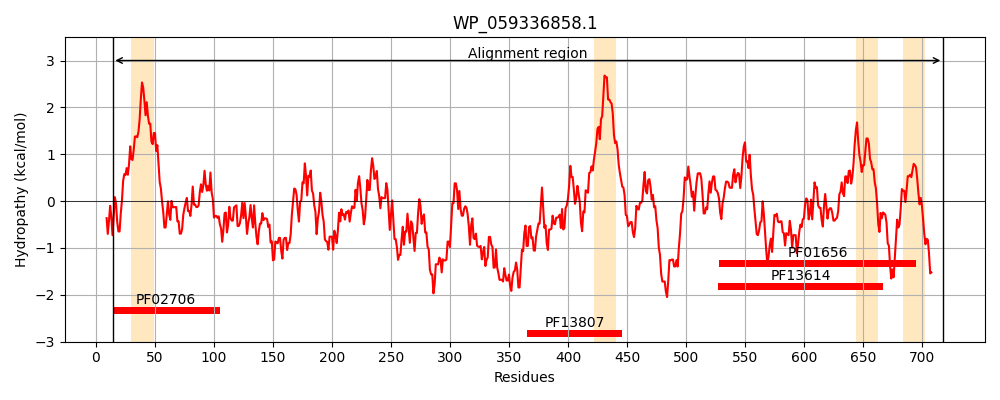 WP_059336858.1
Alignment region
3
2
1
0
−1
−2
−3
Hydropathy (kcal/mol)
PF01656
PF13614
PF02706
PF13807
0 50 100 150 200 250 300 350 400 450 500 550 600 650 700
Residues